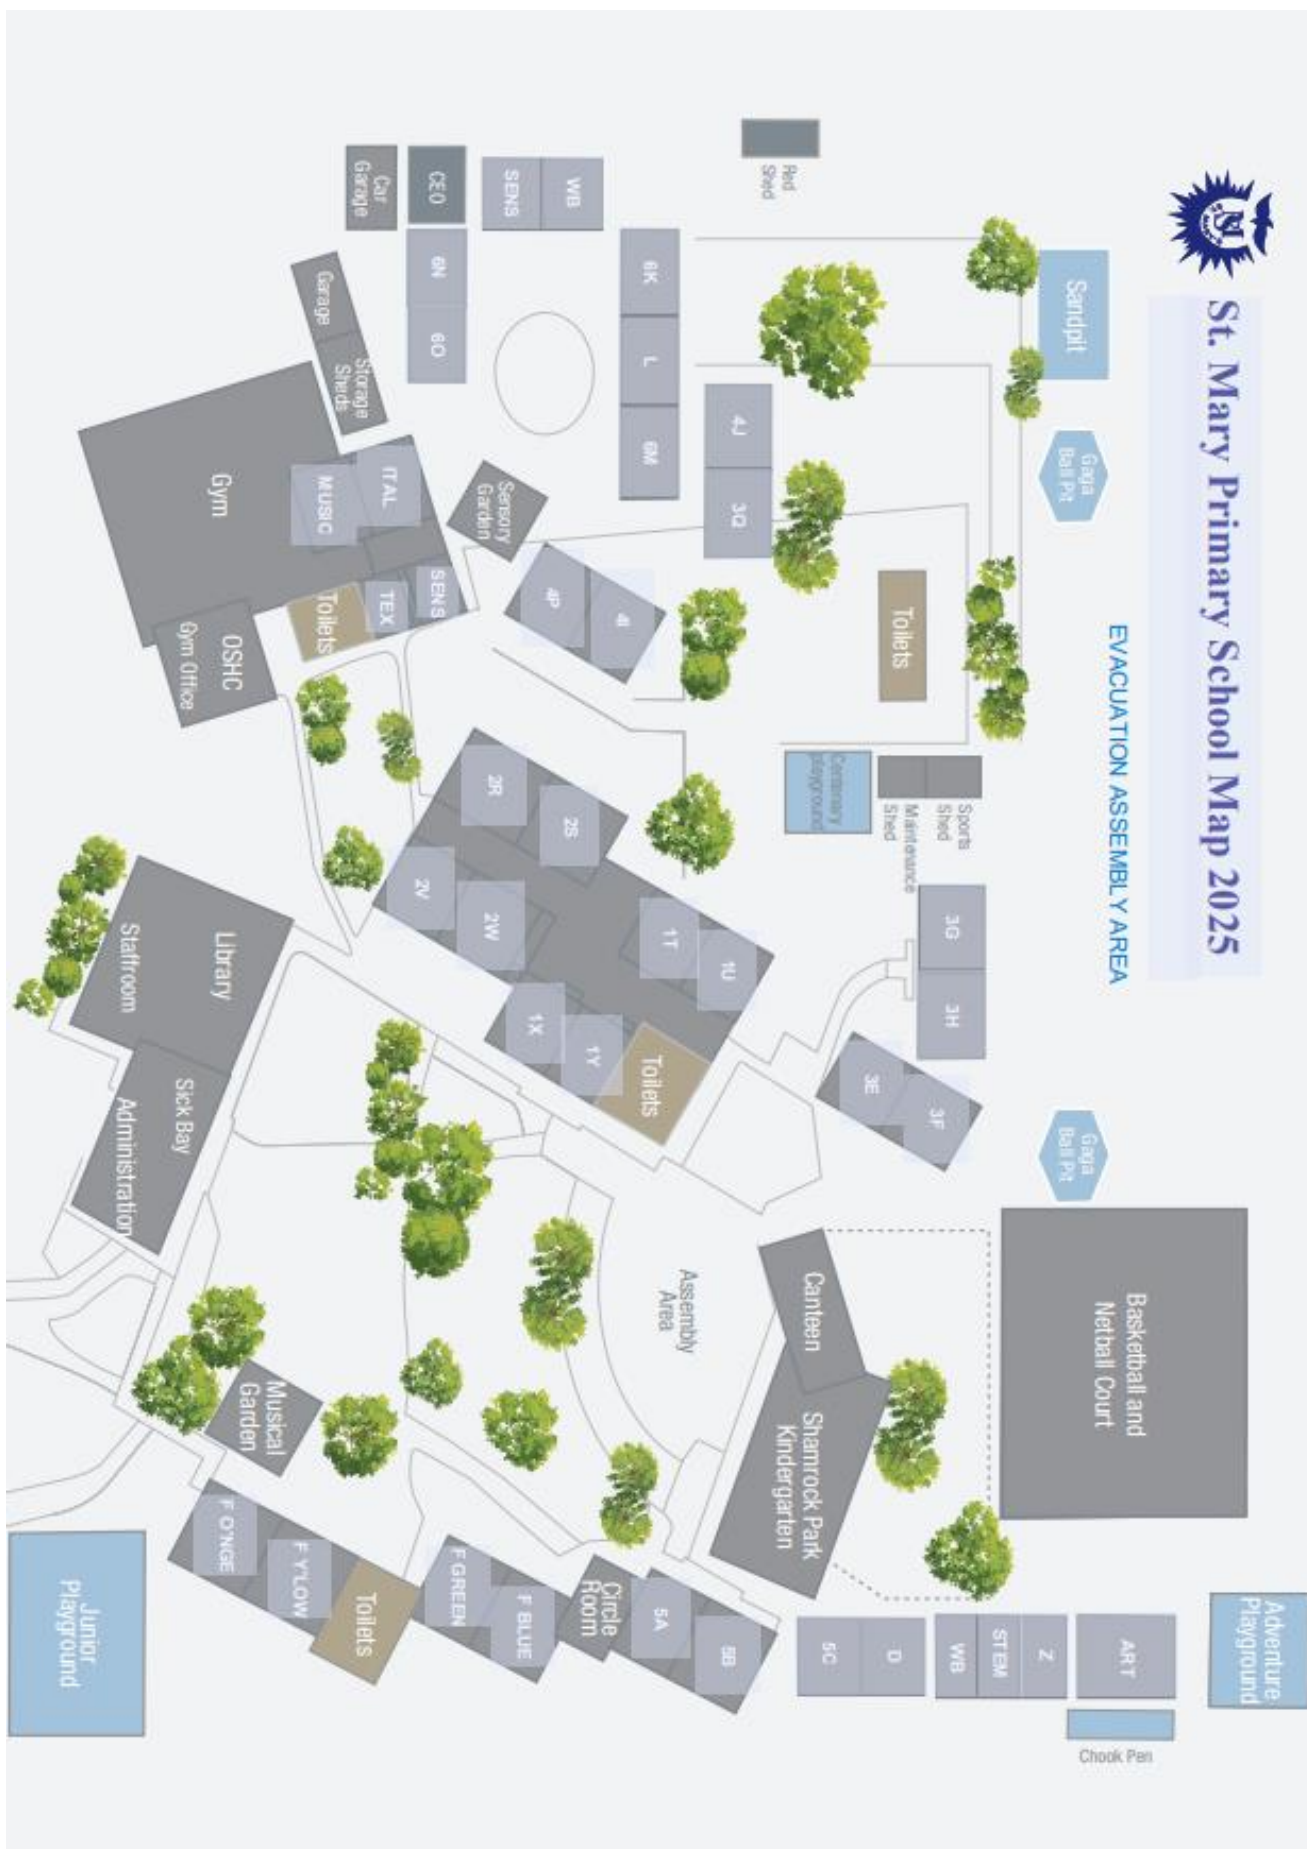 St. Mary Primary School Map 2025
EVACUATION ASSEMBLY AREA
Sandpit
Gaga
Ball Pit
Gaga
Ball Pit
Basketball and
Netball Court
Adventure
Playground
Red
Shed
Toilets
Sports
Shed
Maintenance
Shed
Centenary
playground
3G
3H
3E
3F
ART
Chook Pen
Z
STEM
WB
D
5C
4J
3Q
6K
L
6M
WB
SENS
CEO
Car
Garage
6N
6O
Garage
Storage
Sheds
Sensory
Garden
4I
4P
Gym
ITAL
MUSIC
SENS
TEX
Toilets
OSHC
Gym Office
2R
2S
2V
2W
1T
1U
1X
1Y
Toilets
Canteen
Shamrock Park
Kindergarten
Assembly
Area
Library
Staffroom
Sick Bay
Administration
Musical
Garden
5B
5A
Circle
Room
F BLUE
F GREEN
Toilets
F Y'LOW
F O'NGE
Junior
Playground